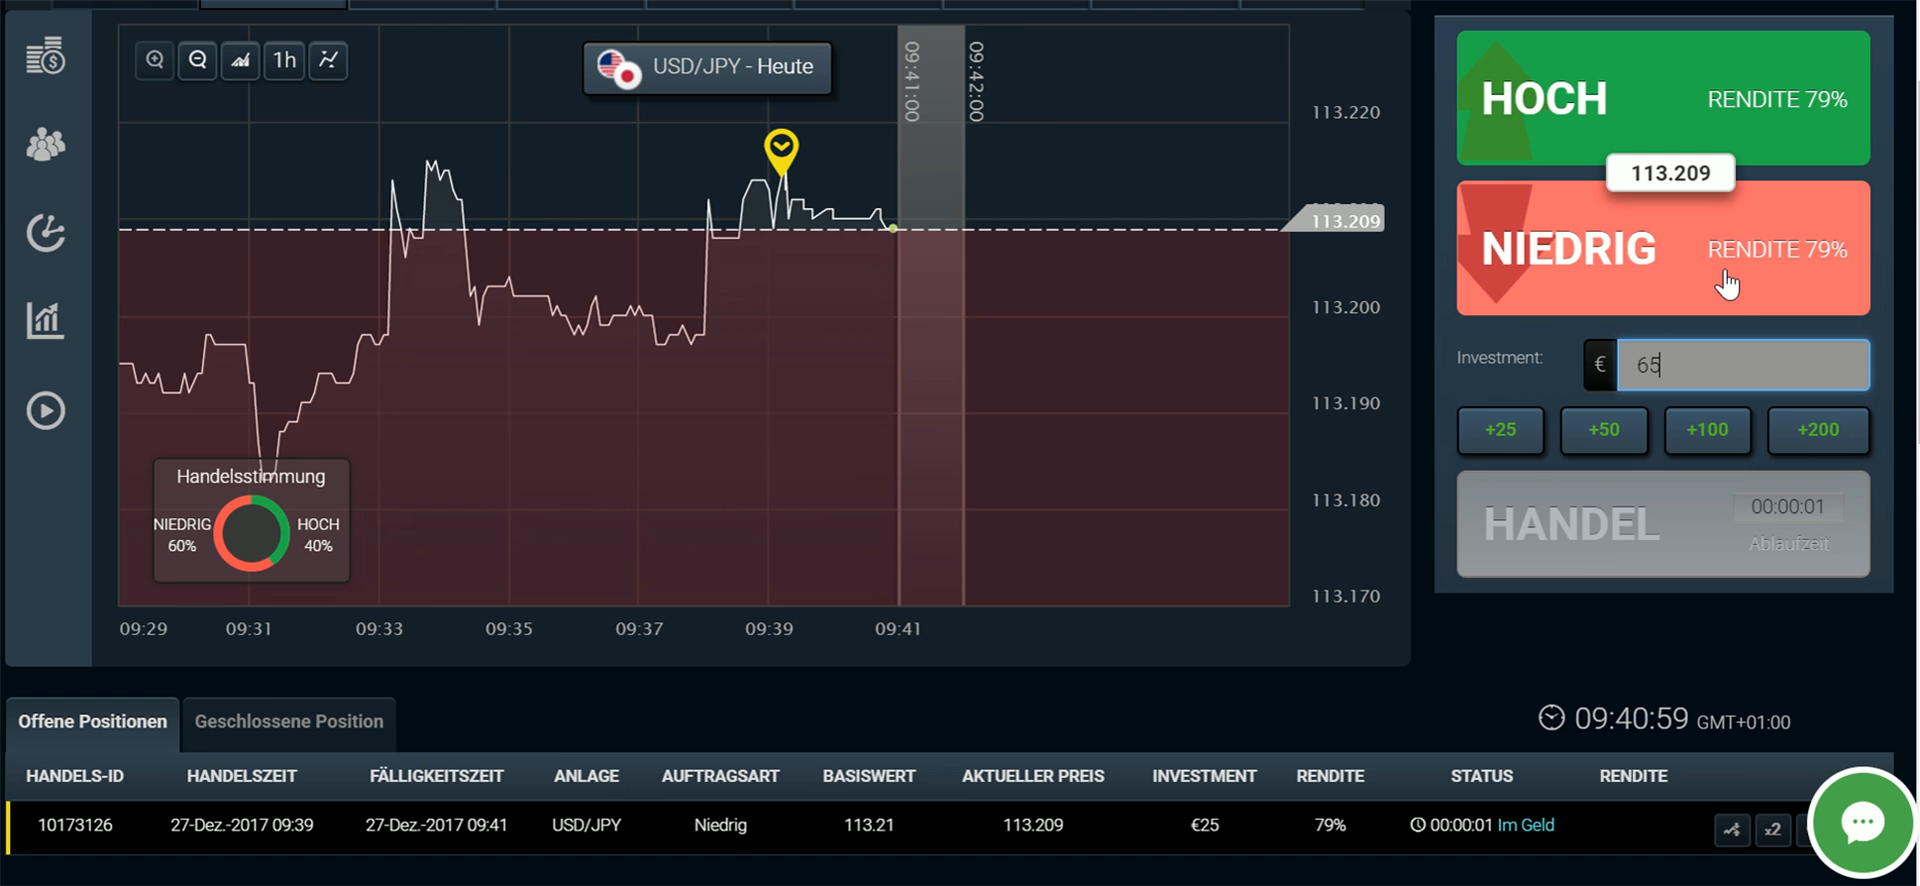 1h
USD/JPY - Heute
09:41:00
09:42:00
113.220
113.209
113.200
113.190
113.180
113.170
Handelsstimmung
NIEDRIG
60%
HOCH
40%
09:29
09:31
09:33
09:35
09:37
09:39
09:41
HOCH
RENDITE 79%
113.209
NIEDRIG
RENDITE 79%
Investment:
€
65
+25
+50
+100
+200
HANDEL
00:00:01
Ablaufzeit
Offene Positionen
Geschlossene Position
09:40:59 GMT+01:00
HANDELS-ID HANDELSZEIT FÄLLIGKEITSZEIT ANLAGE AUFTRAGSART BASISWERT AKTUELLER PREIS INVESTMENT RENDITE STATUS RENDITE
10173126 27-Dez.-2017 09:39 27-Dez.-2017 09:41 USD/JPY Niedrig 113.21 113.209 €25 79% 00:00:01 Im Geld x2